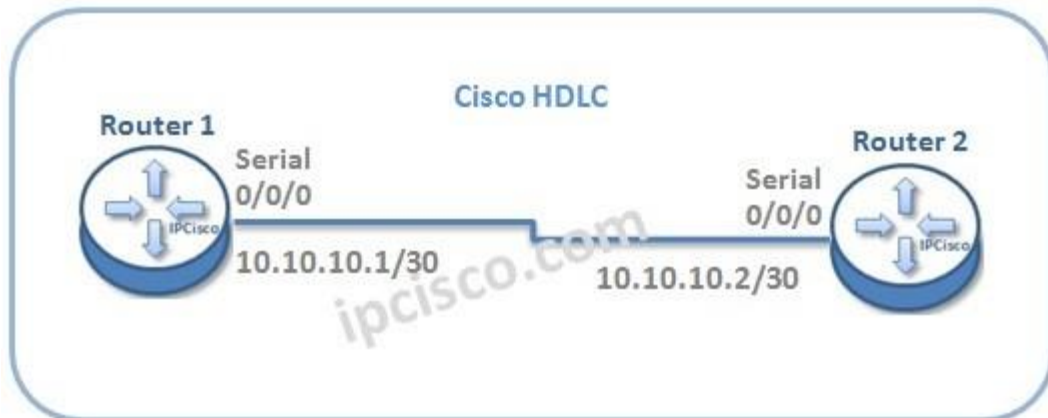 Cisco HDLC
Router 1
Router 2
Serial
0/0/0
Serial
0/0/0
IPCisco
IPCisco
10.10.10.1/30
10.10.10.2/30
ipcisco.com